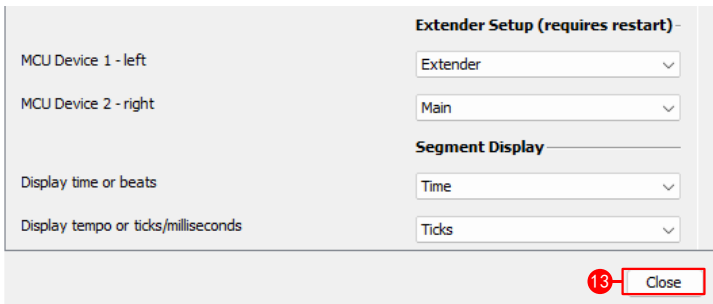 Extender Setup (requires restart)
MCU Device 1 - left
Extender
MCU Device 2 - right
Main
Segment Display
Display time or beats
Time
Display tempo or ticks/milliseconds
Ticks
13 Close